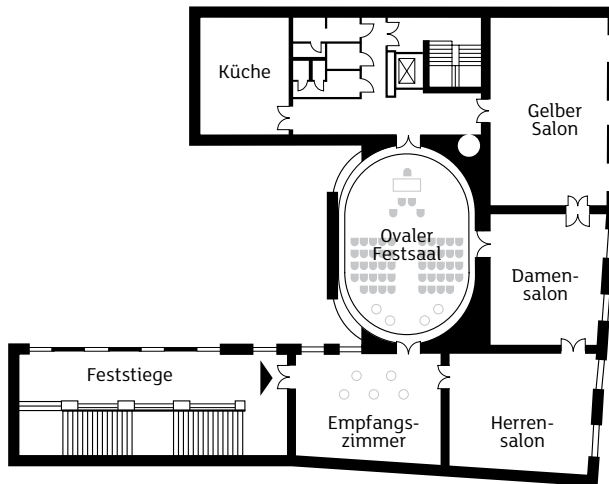 Küche
Gelber
Salon
Ovaler
Festsaal
Damen-
salon
Feststiege
Empfangs-
zimmer
Herren-
salon